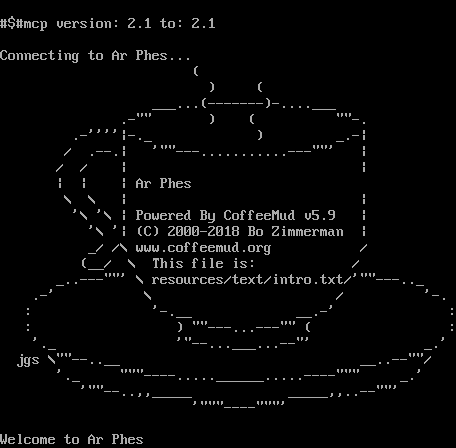 #$#mcp version: 2.1 to: 2.1
Connecting to Ar Phes...
Ar Phes
Powered By CoffeeMud v5.9
(C) 2000-2018 Bo Zimmerman
www.coffeemud.org
This file is:
resources/text/intro.txt
jgs
Welcome to Ar Phes